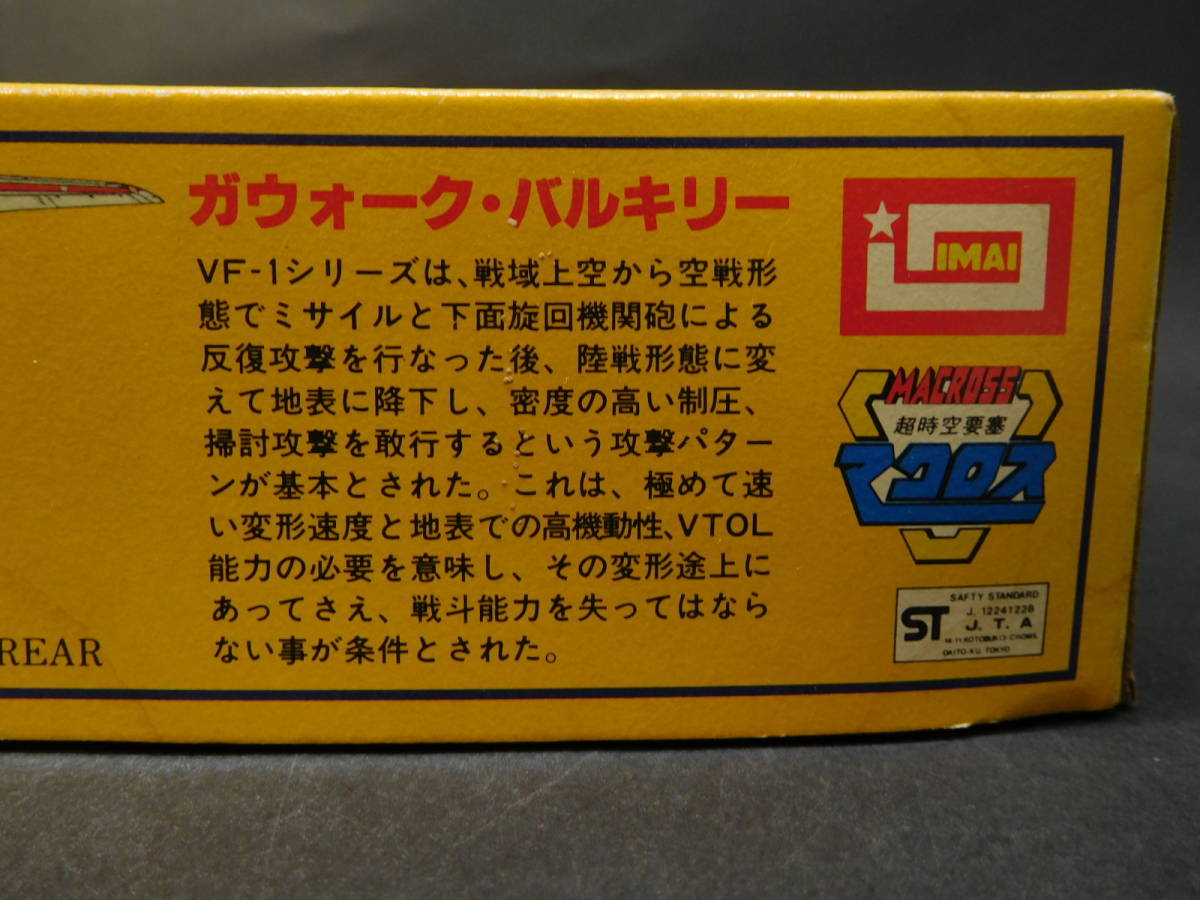 ガウォーク・バルキリー
VF-1シリーズは、戦域上空から空戦形
態でミサイルと下面旋回機関砲による
反復攻撃を行なった後、陸戦形態に変
えて地表に降下し、密度の高い制圧、
掃討攻撃を敢行するという攻撃パター
ンが基本とされた。これは、極めて速
い変形速度と地表での高機動性、VTOL
能力の必要を意味し、その変形途上に
あってさえ、戦斗能力を失ってはなら
ない事が条件とされた。
REAR
IMAI
MACROSS
超時空要塞
マクロス
ST
SAFTY STANDARD
J. 12241228
J. T. A
TOKYO